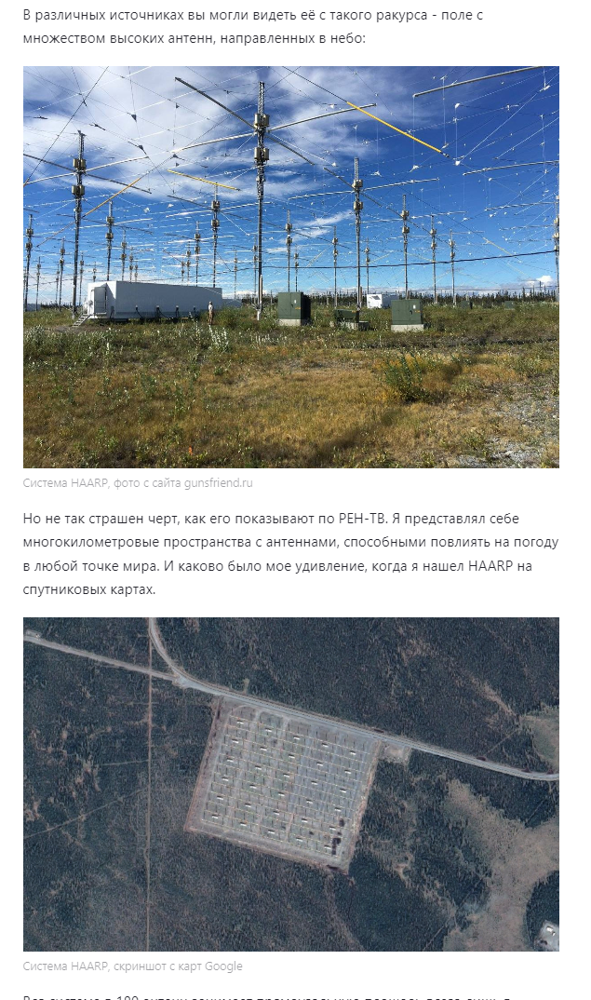 В различных источниках вы могли видеть её с такого ракурса - поле с
множеством высоких антенн, направленных в небо:
Система HAARP, фото с сайта gunsfriend.ru
Но не так страшен черт, как его показывают по РЕН-ТВ. Я представлял себе
многокилометровые пространства с антеннами, способными повлиять на погоду
в любой точке мира. И каково было мое удивление, когда я нашел HAARP на
спутниковых картах.
Система HAARP, скриншот с карт Google